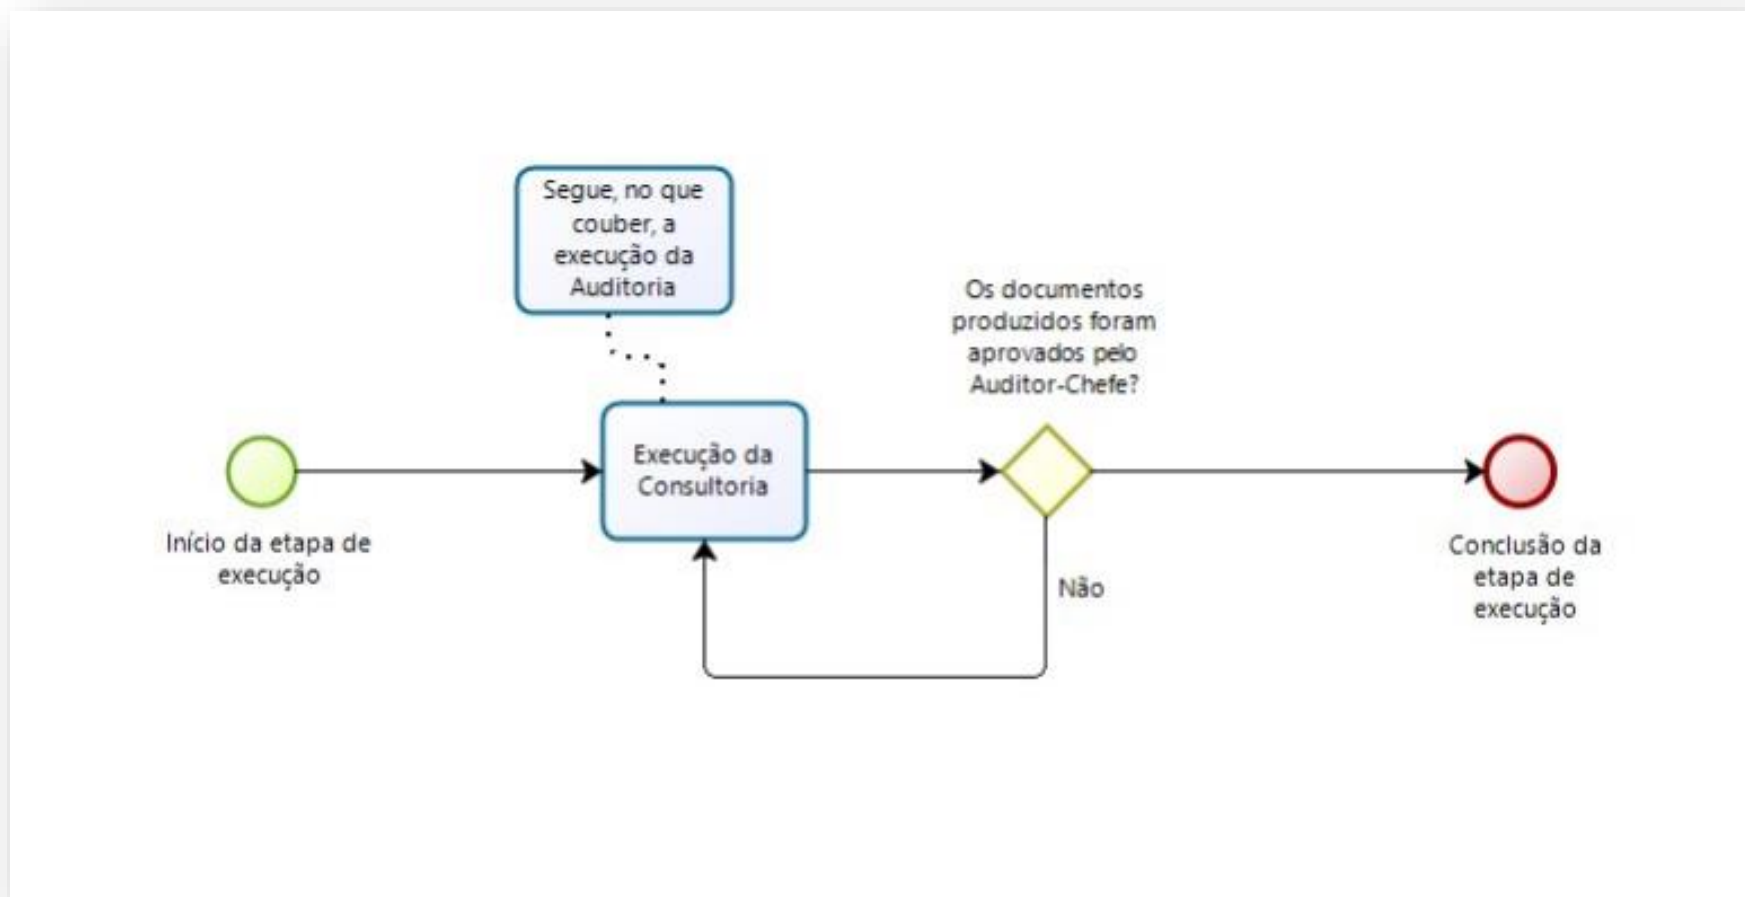 Segue, no que
couber, a
execução da
Auditoria
Os documentos
produzidos foram
aprovados pelo
Auditor-Chefe?
Execução da
Consultoria
Início da etapa de
execução
Conclusão da
etapa de
execução
Não